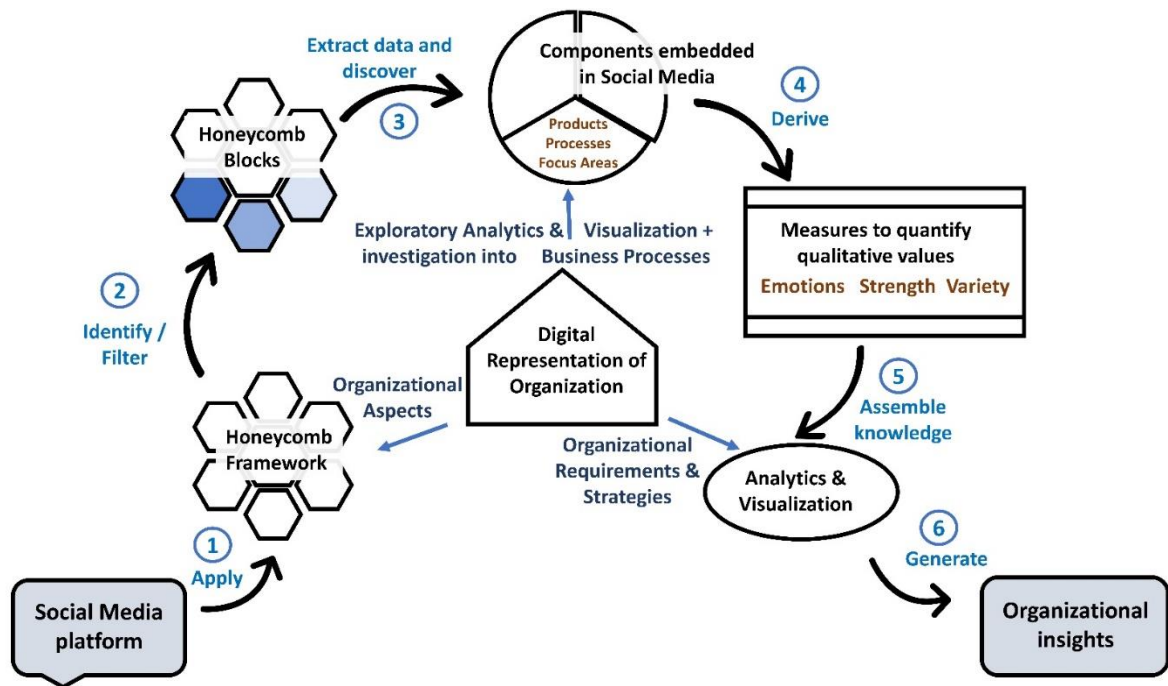 Extract data and
discover
3
Components embedded
in Social Media
Products
Processes
Focus Areas
4
Derive
Honeycomb
Blocks
Measures to quantify
qualitative values
Emotions Strength Variety
Exploratory Analytics & Visualization +
investigation into Business Processes
2
Identify /
Filter
Digital
Representation of
Organization
5
Assemble
knowledge
Organizational
Aspects
Honeycomb
Framework
Organizational
Requirements &
Strategies
Analytics &
Visualization
1
Apply
6
Generate
Social Media
platform
Organizational
insights